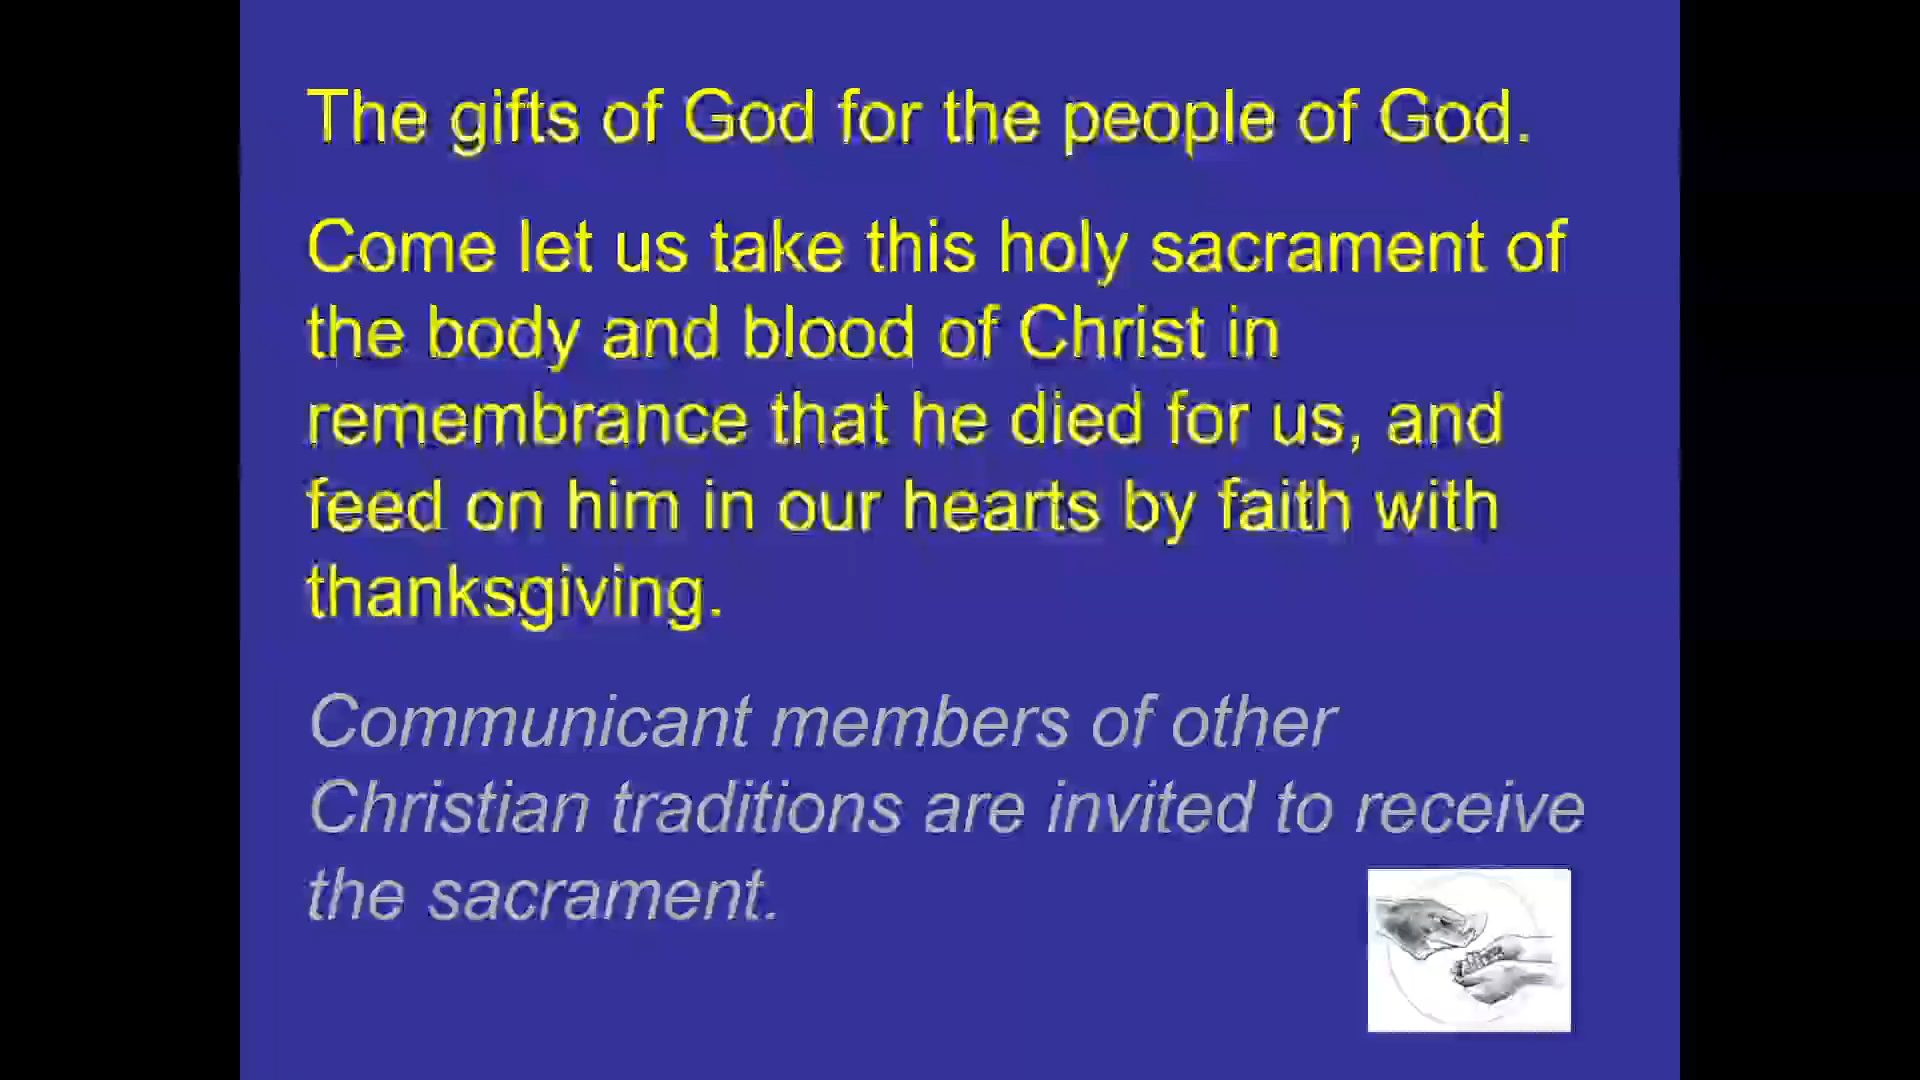 The gifts of God for the people of God.
Come let us take this holy sacrament of
the body and blood of Christ in
remembrance that he died for us, and
feed on him in our hearts by faith with
thanksgiving.
Communicant members of other
Christian traditions are invited to receive
the sacrament.